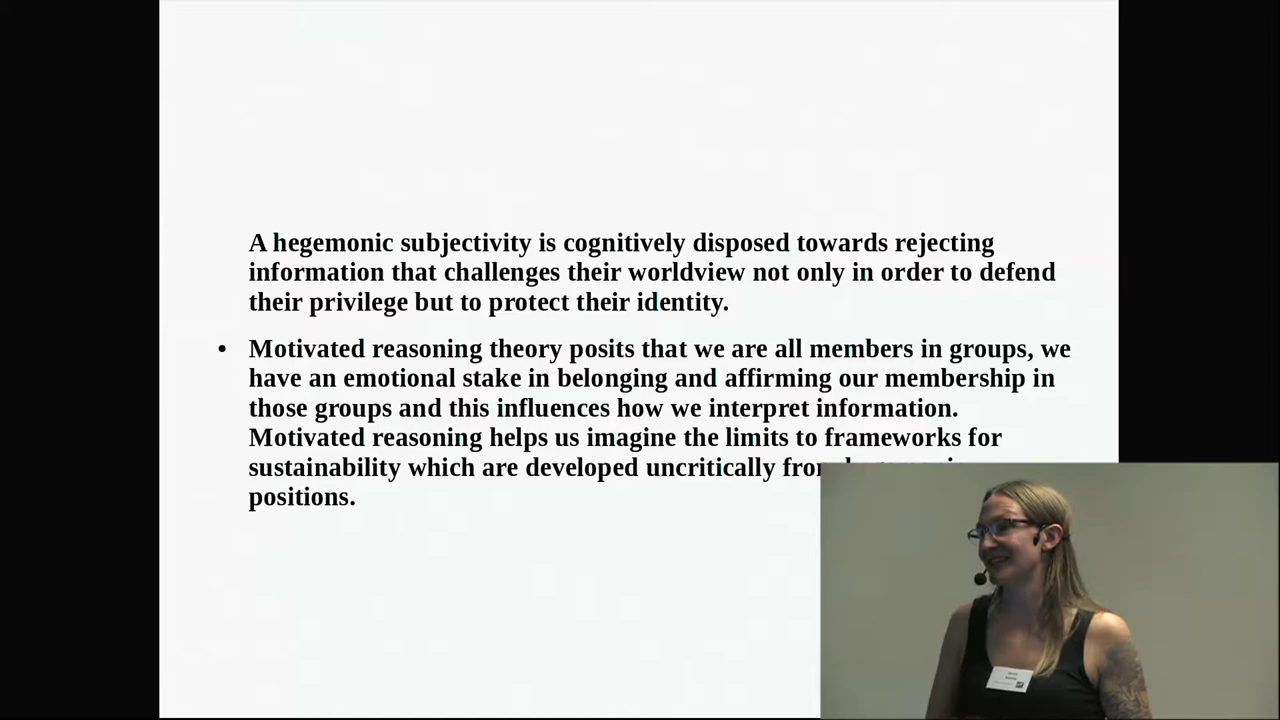 A hegemonic subjectivity is cognitively disposed towards rejecting
information that challenges their worldview not only in order to defend
their privilege but to protect their identity.
• Motivated reasoning theory posits that we are all members in groups, we
have an emotional stake in belonging and affirming our membership in
those groups and this influences how we interpret information.
Motivated reasoning helps us imagine the limits to frameworks for
sustainability which are developed uncritically
positions.